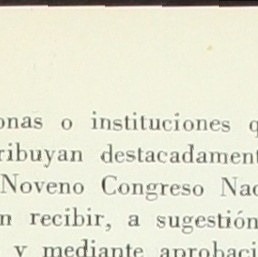 onas o instituciones q
ribuyan destacadament
Noveno Congreso Nac
n recibir, a sugestión
y mediante aprobaci